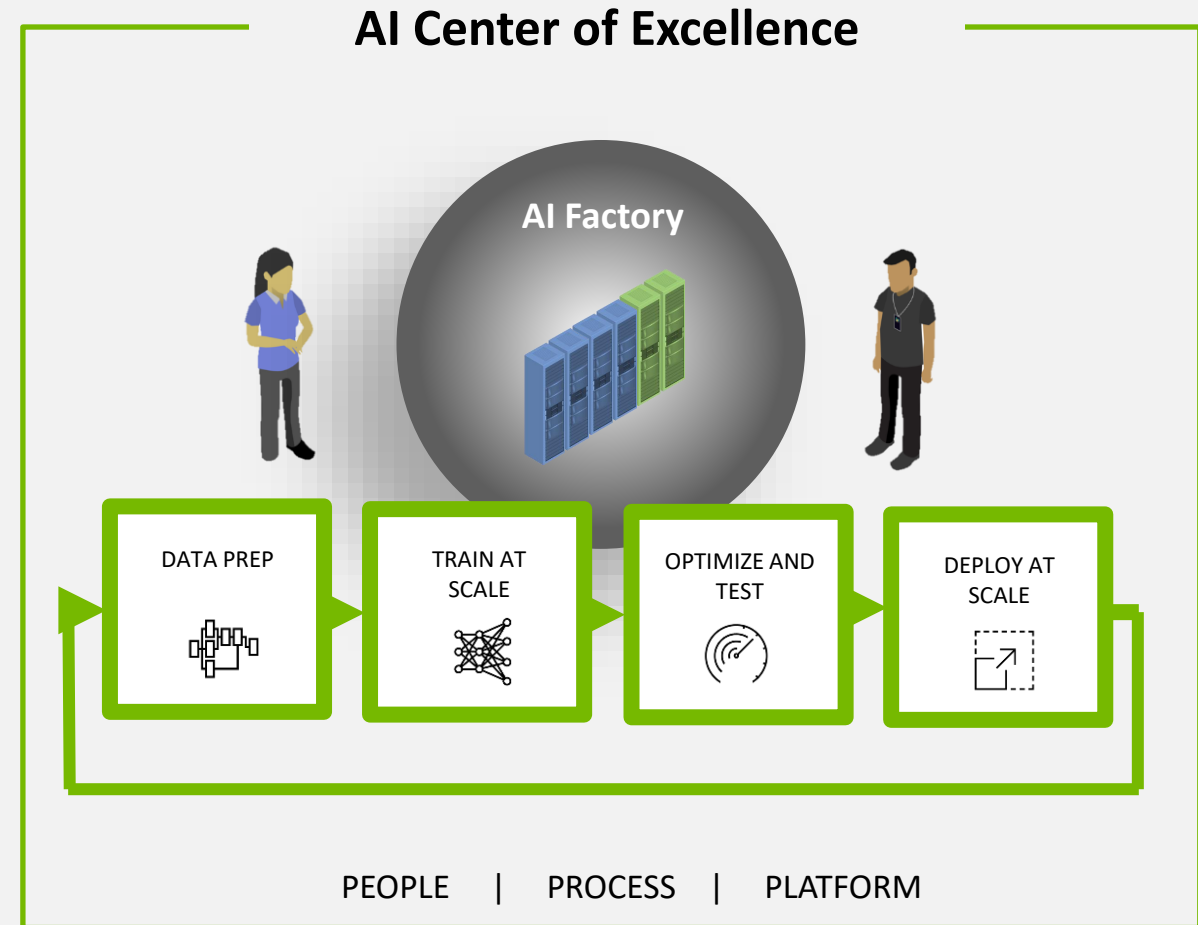 AI Center of Excellence
AI Factory
DATA PREP
TRAIN AT
SCALE
OPTIMIZE AND
TEST
DEPLOY AT
SCALE
PEOPLE | PROCESS | PLATFORM